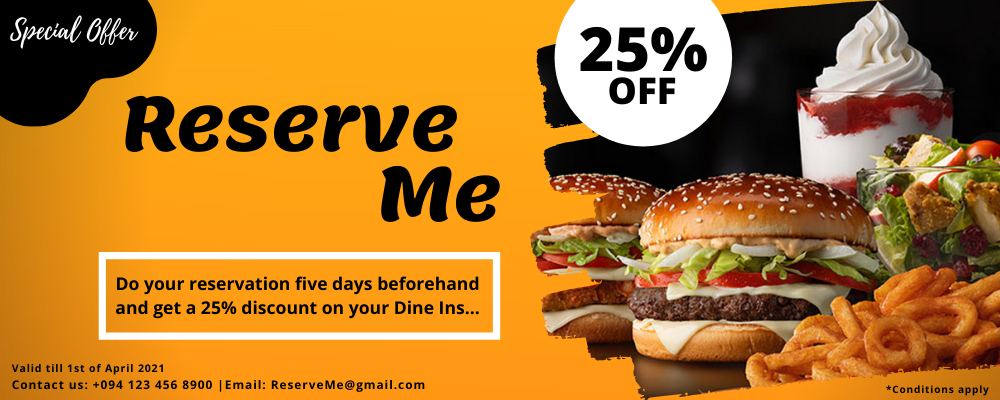 Special Offer
25%
OFF
Reserve
Me
Do your reservation five days beforehand
and get a 25% discount on your Dine Ins...
Valid till 1st of April 2021
Contact us: +094 123 456 8900 |Email: ReserveMe@gmail.com
*Conditions apply